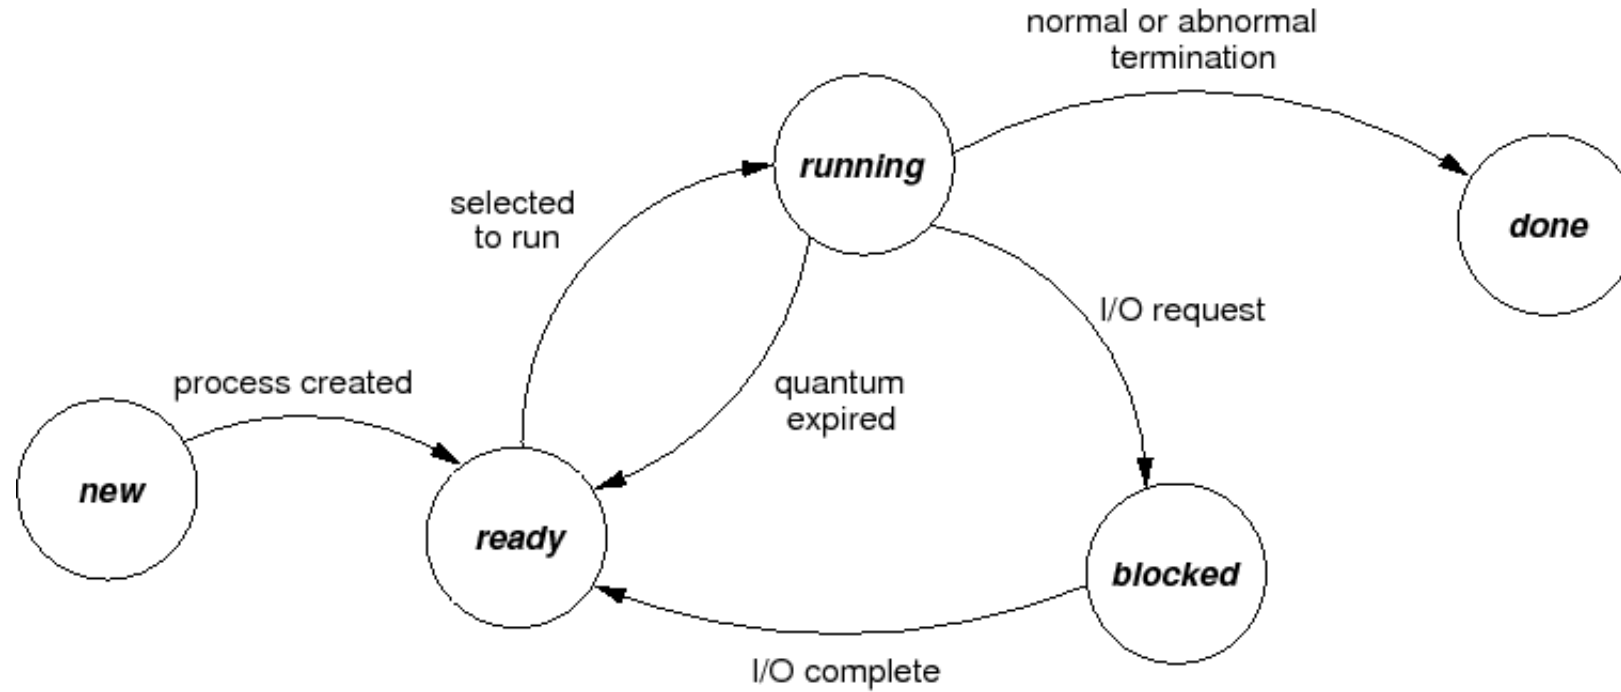 normal or abnormal
termination
running
done
selected
to run
I/O request
process created
quantum
expired
new
ready
blocked
I/O complete